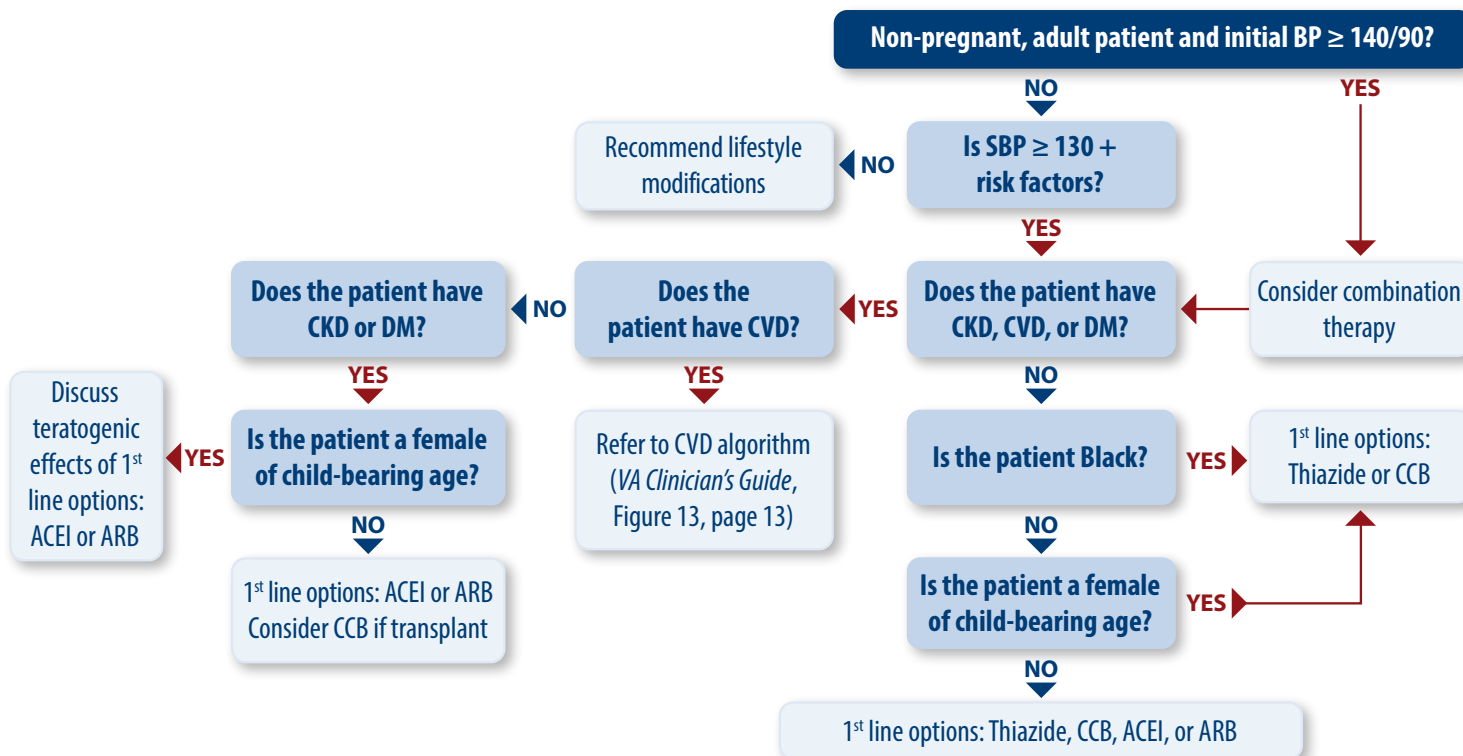 Non-pregnant, adult patient and initial BP ≥ 140/90?
NO
YES
Recommend lifestyle
modifications
NO
Is SBP ≥ 130 +
risk factors?
YES
Does the patient have
CKD or DM?
NO
Does the
patient have CVD?
YES
Does the patient have
CKD, CVD, or DM?
Consider combination
therapy
YES
YES
NO
Discuss
teratogenic
effects of 1st
line options:
ACEI or ARB
YES
Is the patient a female
of child-bearing age?
Refer to CVD algorithm
(VA Clinician's Guide,
Figure 13, page 13)
Is the patient Black?
YES
1st line options:
Thiazide or CCB
NO
NO
1st line options: ACEI or ARB
Consider CCB if transplant
Is the patient a female
of child-bearing age?
YES
NO
1st line options: Thiazide, CCB, ACEI, or ARB